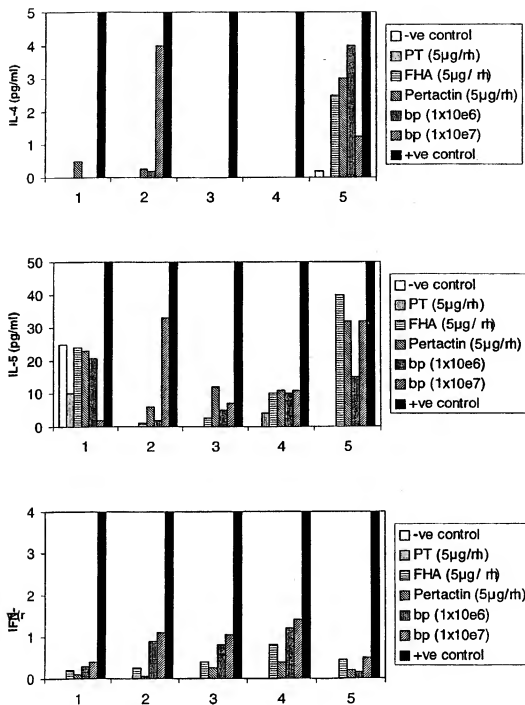 IL-4 (pg/ml)
5
4
3
2
1
0
1 2 3 4 5
-ve control
PT (5µg/ml)
FHA (5µg/ ml)
Pertactin (5µg/ml)
bp (1x10e6)
bp (1x10e7)
+ve control
IL-5 (pg/ml)
50
40
30
20
10
0
1 2 3 4 5
-ve control
PT (5µg/ml)
FHA (5µg/ ml)
Pertactin (5µg/ml)
bp (1x10e6)
bp (1x10e7)
+ve control
4
3
2
1
0
1 2 3 4 5
-ve control
PT (5µg/ml)
FHA (5µg/ ml)
Pertactin (5µg/ml)
bp (1x10e6)
bp (1x10e7)
+ve control